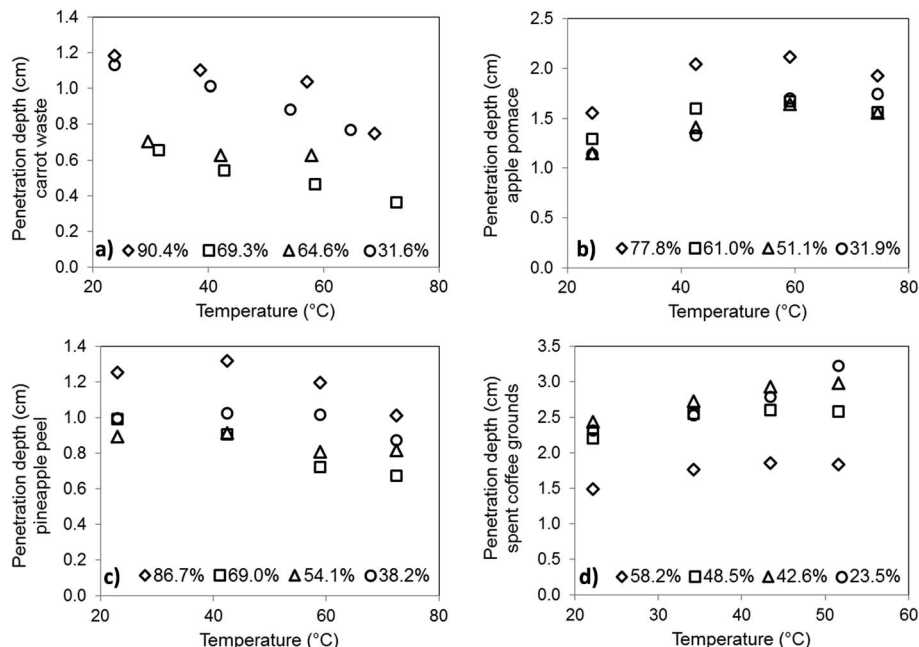 Penetration depth (cm)
carrot waste
1.4
1.2
1.0
0.8
0.6
0.4
0.2
0.0
a) ◇90.4% □69.3% △64.6% ○31.6%
20 40 60 80
Temperature (°C)
Penetration depth (cm)
apple pomace
2.5
2.0
1.5
1.0
0.5
0.0
b) ◇77.8% □61.0% △51.1% ○31.9%
20 40 60 80
Temperature (°C)
Penetration depth (cm)
pineapple peel
1.4
1.2
1.0
0.8
0.6
0.4
0.2
0.0
c) ◇86.7% □69.0% △54.1% ○38.2%
20 40 60 80
Temperature (°C)
Penetration depth (cm)
spent coffee grounds
3.5
3.0
2.5
2.0
1.5
1.0
0.5
0.0
d) ◇58.2% □48.5% △42.6% ○23.5%
20 30 40 50 60
Temperature (°C)